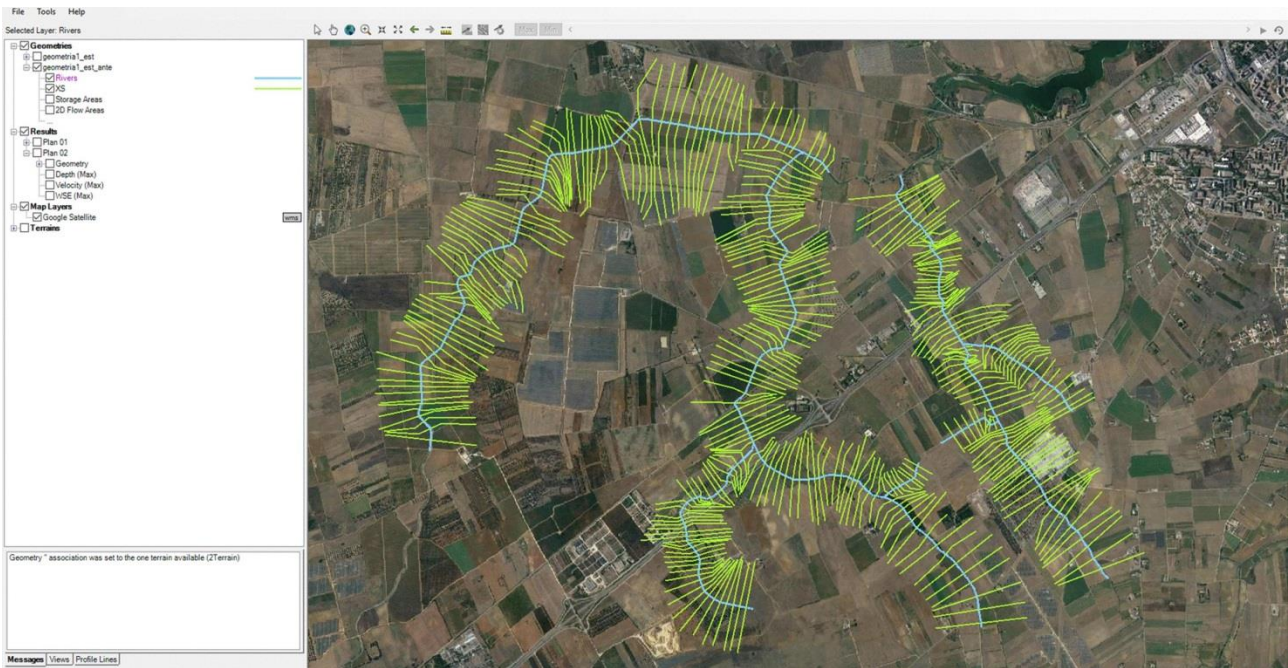 File Tools Help
Selected Layer: Rivers
Geometries
geometria1_est
geometria1_est_ante
Rivers
XS
Storage Areas
2D Flow Areas
...
Results
Plan 01
Plan 02
Geometry
Depth (Max)
Velocity (Max)
WSE (Max)
Map Layers
Google Satellite wms
Terrains
Geometry '' association was set to the one terrain available (2Terrain)
Messages Views Profile Lines